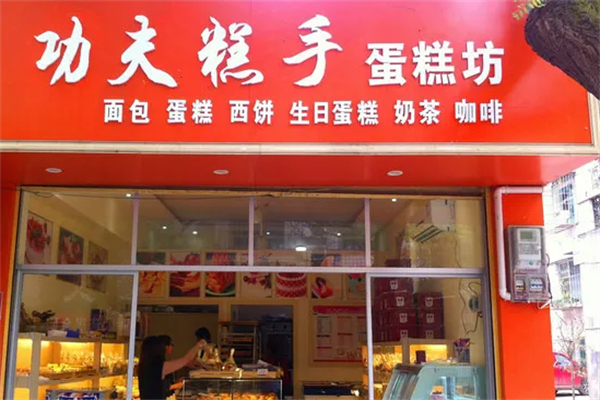 功夫糕手 蛋糕坊
面包 蛋糕 西饼 生日蛋糕 奶茶 咖啡